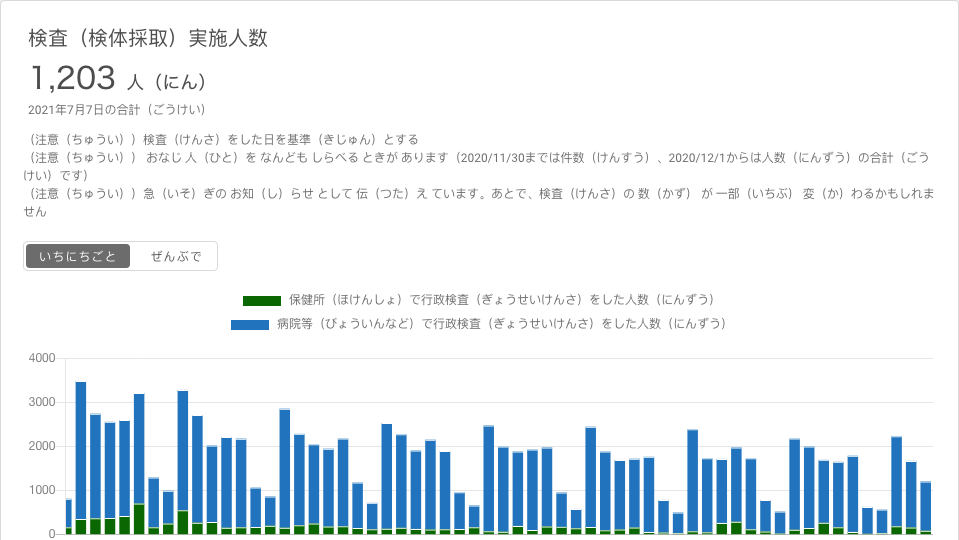 検査（検体採取）実施人数
1,203 人（にん）
2021年7月7日の合計（ごうけい）
（注意（ちゅうい））検査（けんさ）をした日を基準（きじゅん）とする
（注意（ちゅうい）） おなじ 人（ひと）を なんども しらべる ときが あります（2020/11/30までは件数（けんすう）、2020/12/1からは人数（にんずう）の合計（ごう
けい）です）
（注意（ちゅうい））急（いそ）ぎの お知（し）らせ として 伝（つた）え ています。あとで、検査（けんさ）の 数（かず） が 一部（いちぶ） 変（か）わるかもしれま
せん
いちにちごと ぜんぶで
保健所（ほけんしょ）で行政検査（ぎょうせいけんさ）をした人数（にんずう）
病院等（びょういんなど）で行政検査（ぎょうせいけんさ）をした人数（にんずう）
4000
3000
2000
1000
0